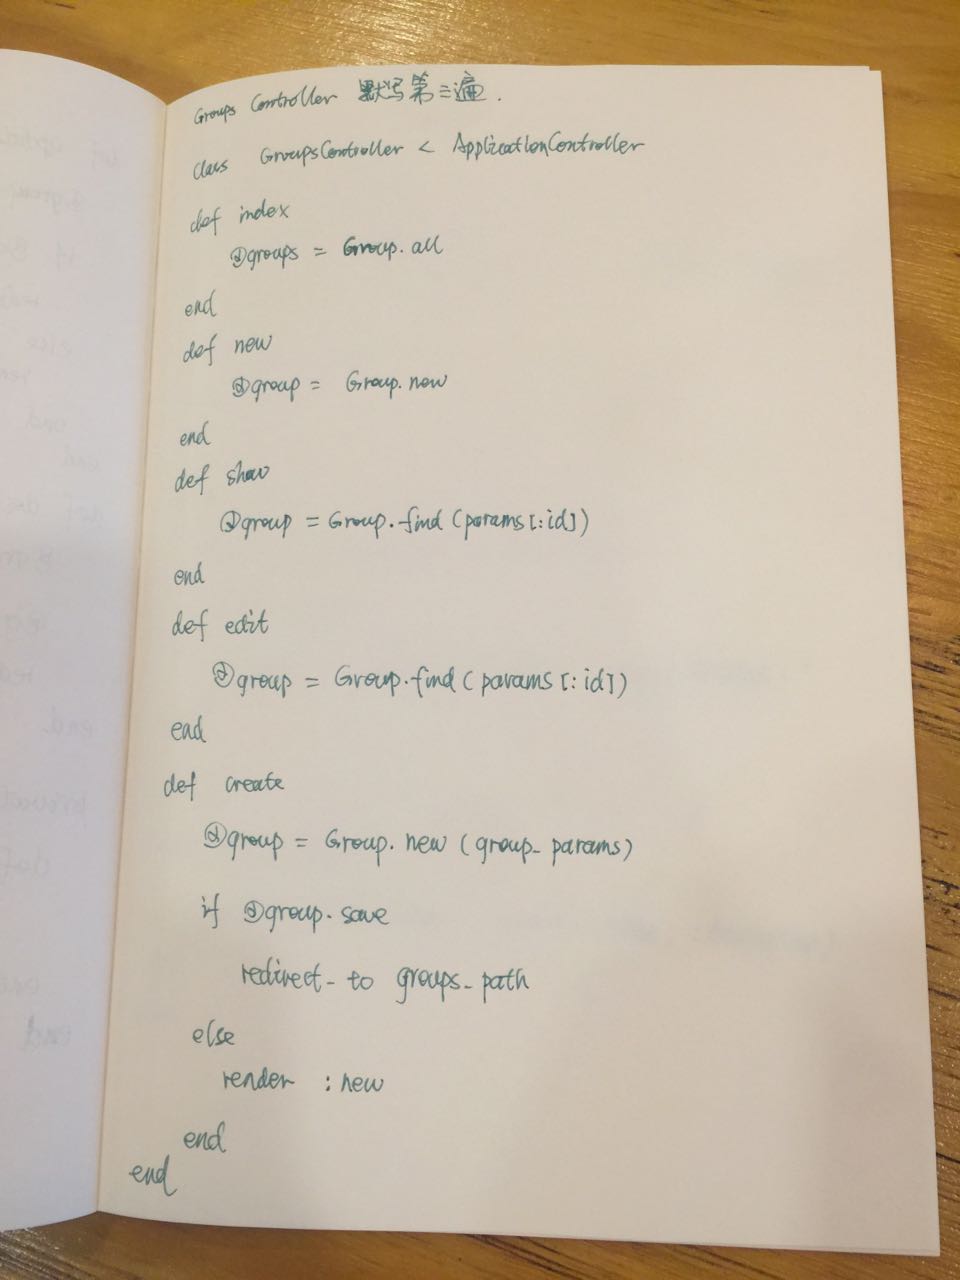 Groups Controller 默写第三遍.
class GroupsController < ApplicationController
def index
@groups = Group.all
end
def new
@group = Group.new
end
def show
@group = Group.find (params[:id])
end
def edit
@group = Group.find (params[:id])
end
def create
@group = Group.new (group_params)
if @group.save
redirect_to groups_path
else
render :new
end
end